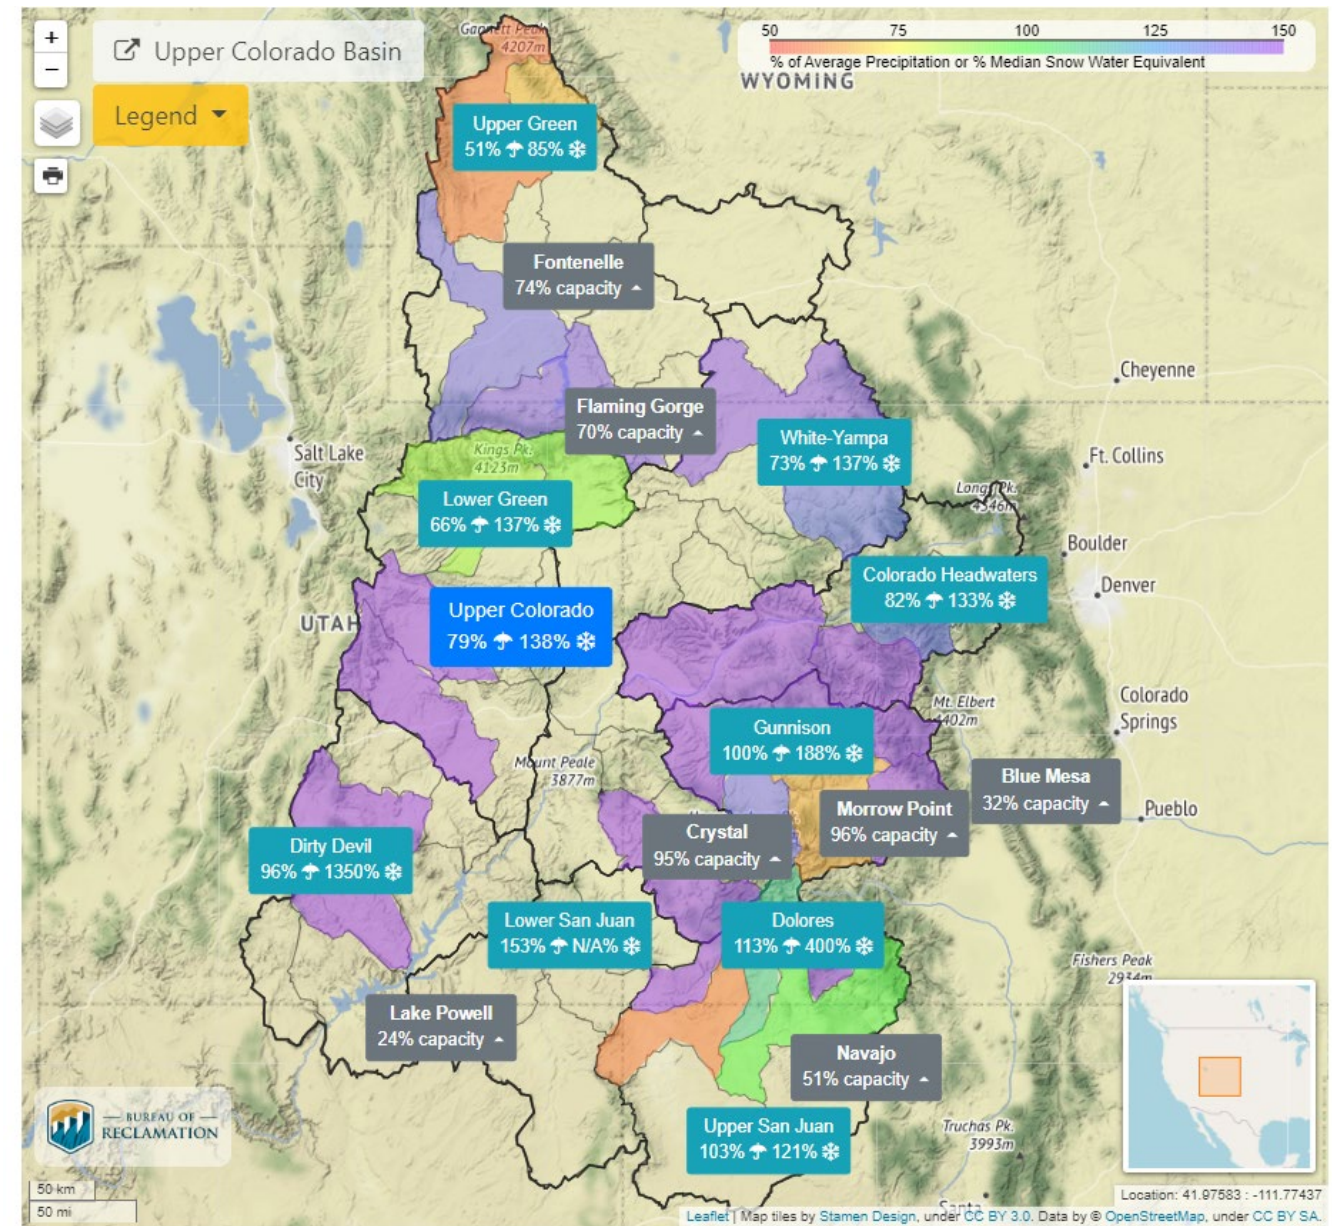 +
−
Upper Colorado Basin
Legend
Gannett Peak
4207m
50 75 100 125 150
% of Average Precipitation or % Median Snow Water Equivalent
WYOMING
Upper Green
51% 85%
Fontenelle
74% capacity
Cheyenne
Flaming Gorge
70% capacity
White-Yampa
73% 137%
Kings Pk.
4123m
Salt Lake
City
Ft. Collins
Longs Pk.
4346m
Lower Green
66% 137%
Boulder
Colorado Headwaters
82% 133%
Denver
UTAH
Upper Colorado
79% 138%
Mt. Elbert
4402m
Colorado
Springs
Gunnison
100% 188%
Mount Peale
3877m
Blue Mesa
32% capacity
Morrow Point
96% capacity
Pueblo
Crystal
95% capacity
Dirty Devil
96% 1350%
Lower San Juan
153% N/A%
Dolores
113% 400%
Fishers Peak
2934m
Lake Powell
24% capacity
Navajo
51% capacity
Upper San Juan
103% 121%
Truchas Pk.
3993m
BUREAU OF
RECLAMATION
50 km
50 mi
Santa
Location: 41.97583 : -111.77437
Leaflet | Map tiles by Stamen Design, under CC BY 3.0. Data by © OpenStreetMap, under CC BY SA.